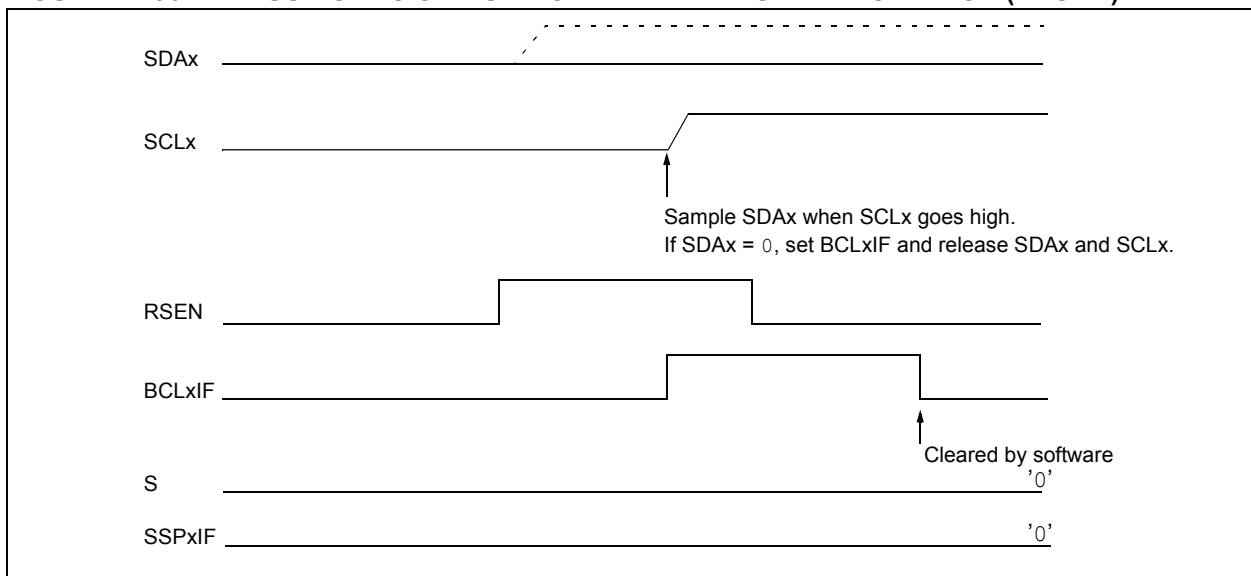 SDAx
SCLx
Sample SDAx when SCLx goes high.
If SDAx = 0, set BCLxIF and release SDAx and SCLx.
RSEN
BCLxIF
Cleared by software
S
'0'
SSPxIF
'0'